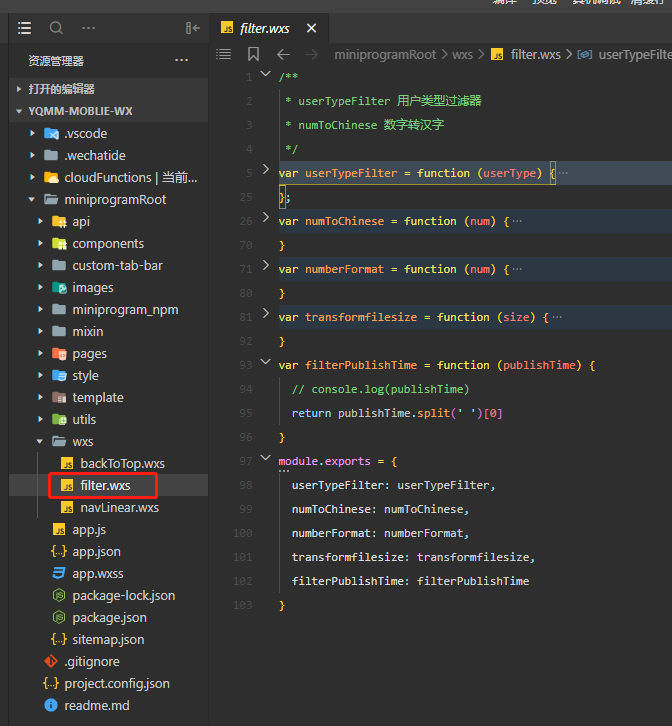 filter.wxs
资源管理器
打开的编辑器
YQMM-MOBLIE-WX
.vscode
.wechatide
cloudFunctions | 当前...
miniprogramRoot
api
components
custom-tab-bar
images
miniprogram_npm
mixin
pages
style
template
utils
wxs
backToTop.wxs
filter.wxs
navLinear.wxs
app.js
app.json
app.wxss
package-lock.json
package.json
sitemap.json
.gitignore
project.config.json
readme.md
miniprogramRoot > wxs > filter.wxs > userTypeFilte
1 /**
2 * userTypeFilter 用户类型过滤器
3 * numToChinese 数字转汉字
4 */
5 var userTypeFilter = function (userType) {···
25 };
26 var numToChinese = function (num) {···
70 }
71 var numberFormat = function (num) {···
80 }
81 var transformfilesize = function (size) {···
92 }
93 var filterPublishTime = function (publishTime) {
94 // console.log(publishTime)
95 return publishTime.split(' ')[0]
96 }
97 module.exports = {
98 userTypeFilter: userTypeFilter,
99 numToChinese: numToChinese,
100 numberFormat: numberFormat,
101 transformfilesize: transformfilesize,
102 filterPublishTime: filterPublishTime
103 }